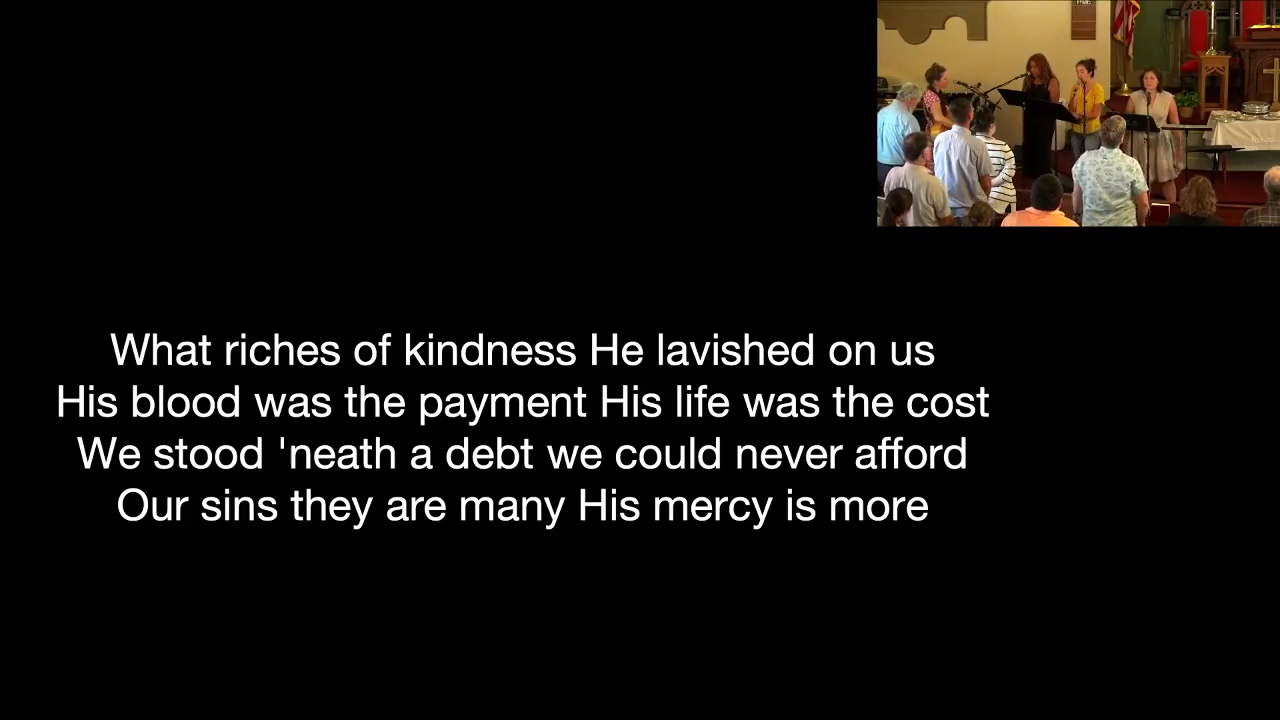 What riches of kindness He lavished on us
His blood was the payment His life was the cost
We stood 'neath a debt we could never afford
Our sins they are many His mercy is more